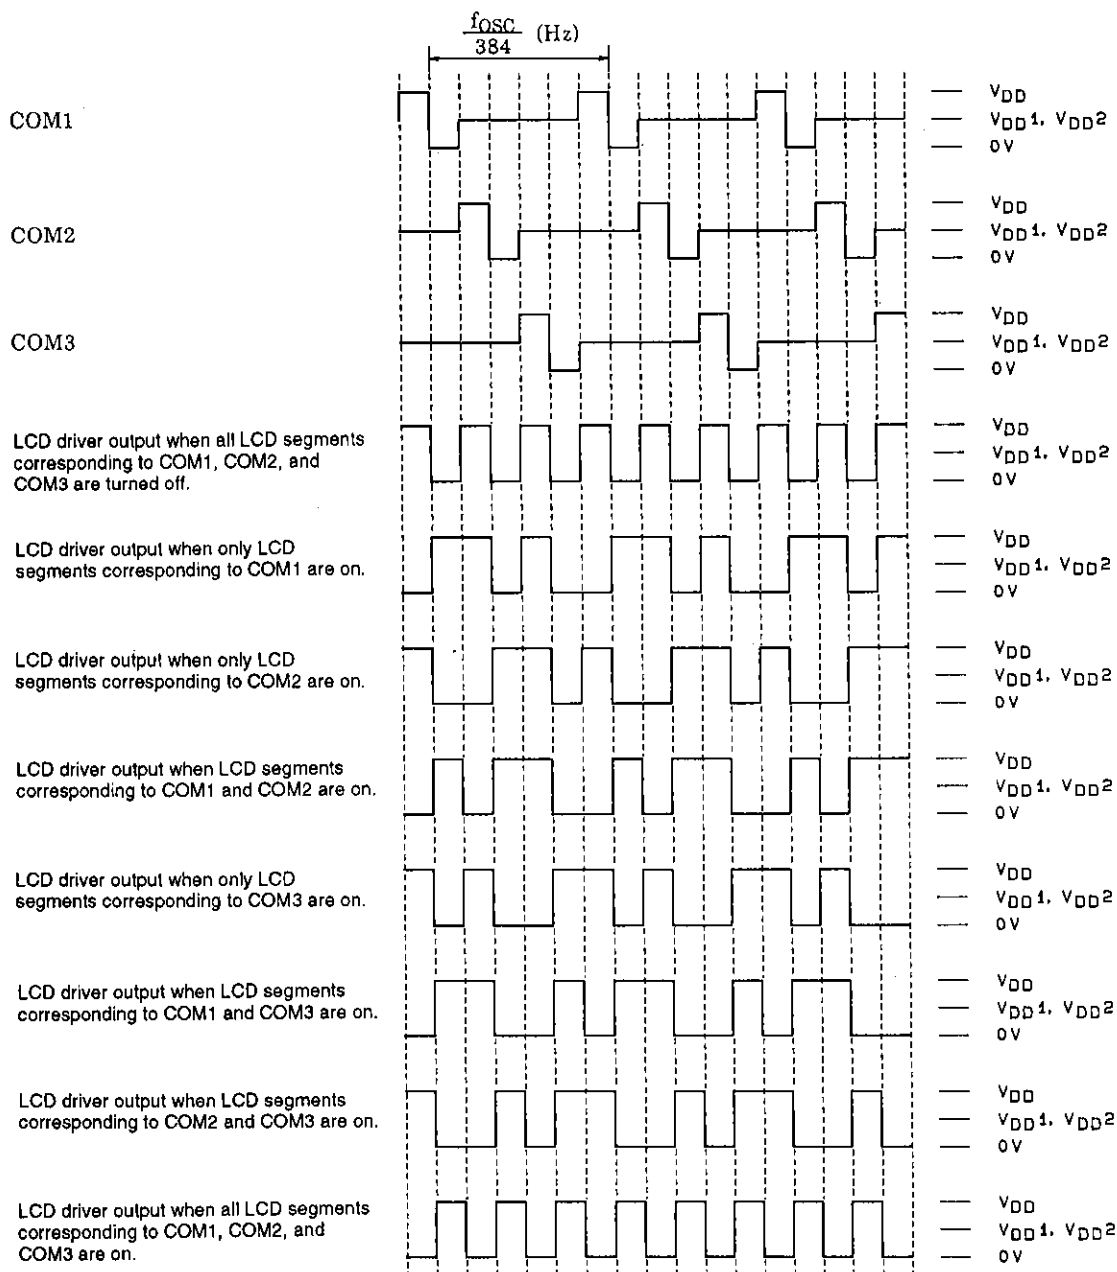 fOSC
384
(Hz)
COM1
VDD
VDD1, VDD2
0V
COM2
VDD
VDD1, VDD2
0V
COM3
VDD
VDD1, VDD2
0V
LCD driver output when all LCD segments
corresponding to COM1, COM2, and
COM3 are turned off.
VDD
VDD1, VDD2
0V
LCD driver output when only LCD
segments corresponding to COM1 are on.
VDD
VDD1, VDD2
0V
LCD driver output when only LCD
segments corresponding to COM2 are on.
VDD
VDD1, VDD2
0V
LCD driver output when LCD segments
corresponding to COM1 and COM2 are on.
VDD
VDD1, VDD2
0V
LCD driver output when only LCD
segments corresponding to COM3 are on.
VDD
VDD1, VDD2
0V
LCD driver output when LCD segments
corresponding to COM1 and COM3 are on.
VDD
VDD1, VDD2
0V
LCD driver output when LCD segments
corresponding to COM2 and COM3 are on.
VDD
VDD1, VDD2
0V
LCD driver output when all LCD segments
corresponding to COM1, COM2, and
COM3 are on.
VDD
VDD1, VDD2
0V